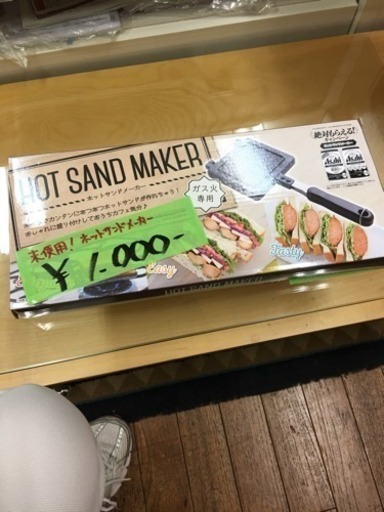 HOT SAND MAKER
ホットサンドメーカー
ガス火
専用
絶対もらえる!
キャンペーン
Asahi
Asahi
未使用! ホットサンドメーカー
¥1,000-
Easy
Tasty
HOT SAND MAKER